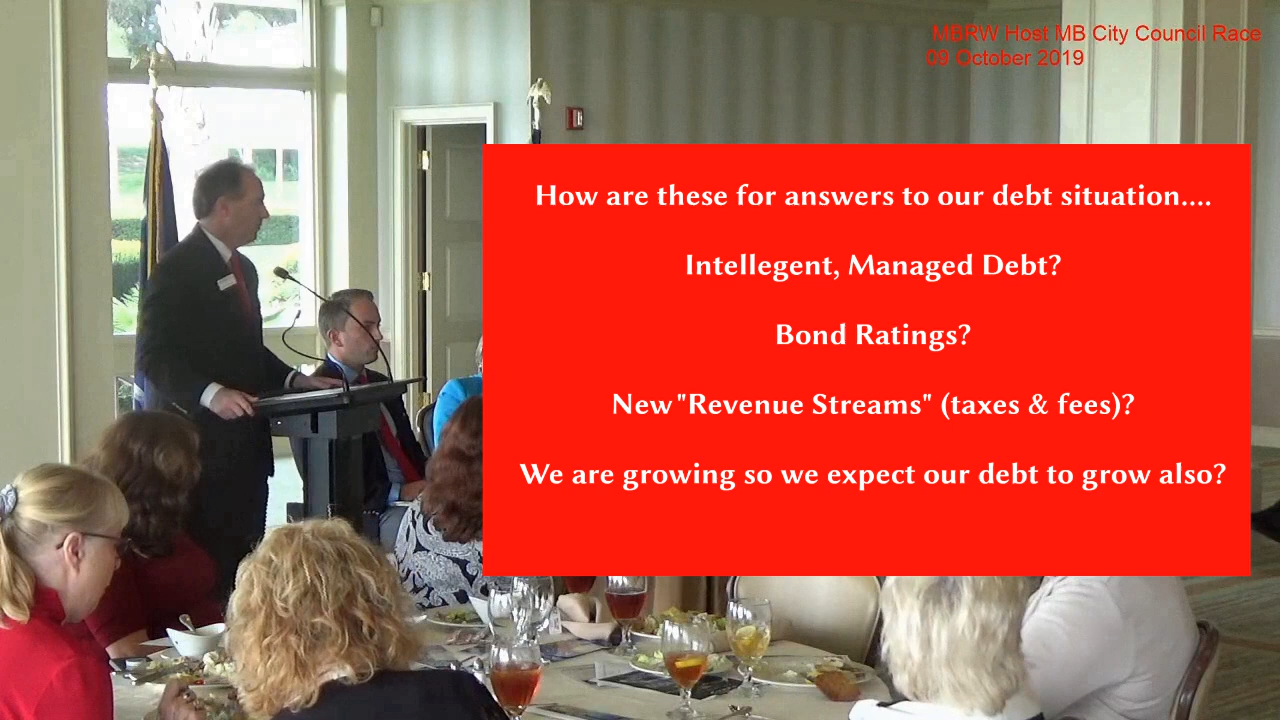 MBRW Host MB City Council Race
09 October 2019
How are these for answers to our debt situation....
Intellegent, Managed Debt?
Bond Ratings?
New "Revenue Streams" (taxes & fees)?
We are growing so we expect our debt to grow also?